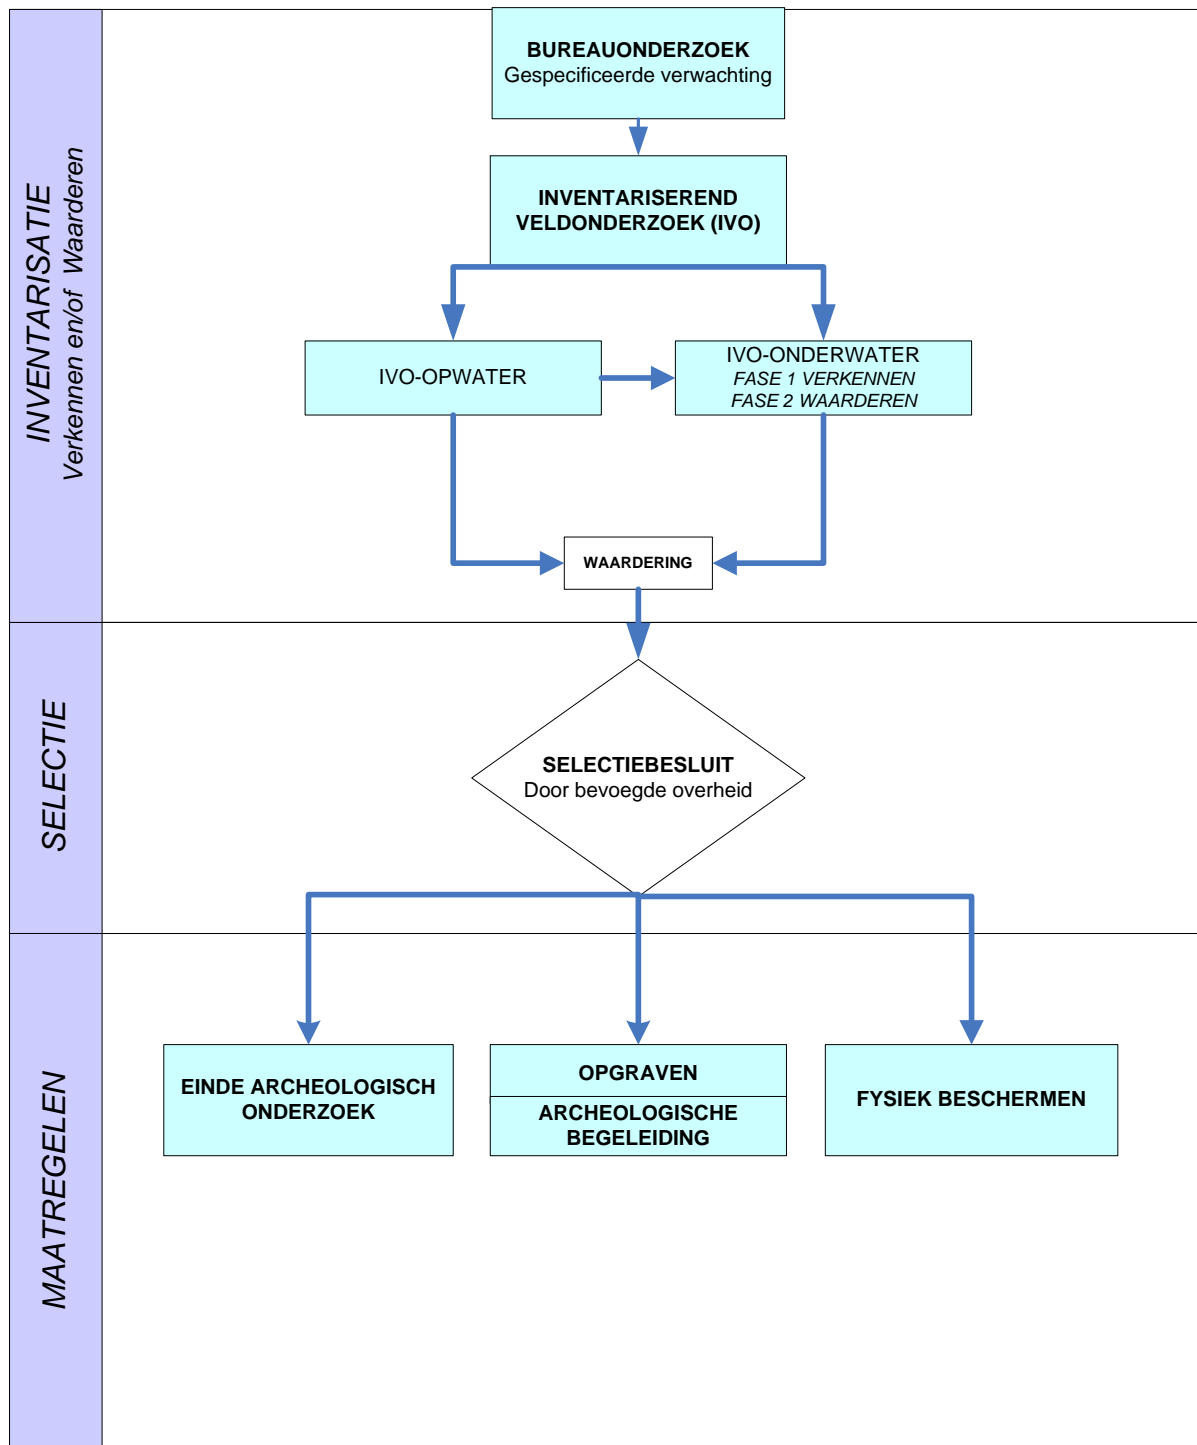 INVENTARISATIE
Verkennen en/of Waarderen
BUREAUONDERZOEK
Gespecificeerde verwachting
INVENTARISEREND
VELDONDERZOEK (IVO)
IVO-OPWATER
IVO-ONDERWATER
FASE 1 VERKENNEN
FASE 2 WAARDEREN
WAARDERING
SELECTIE
SELECTIEBESLUIT
Door bevoegde overheid
MAATREGELEN
EINDE ARCHEOLOGISCH
ONDERZOEK
OPGRAVEN
ARCHEOLOGISCHE
BEGELEIDING
FYSIEK BESCHERMEN